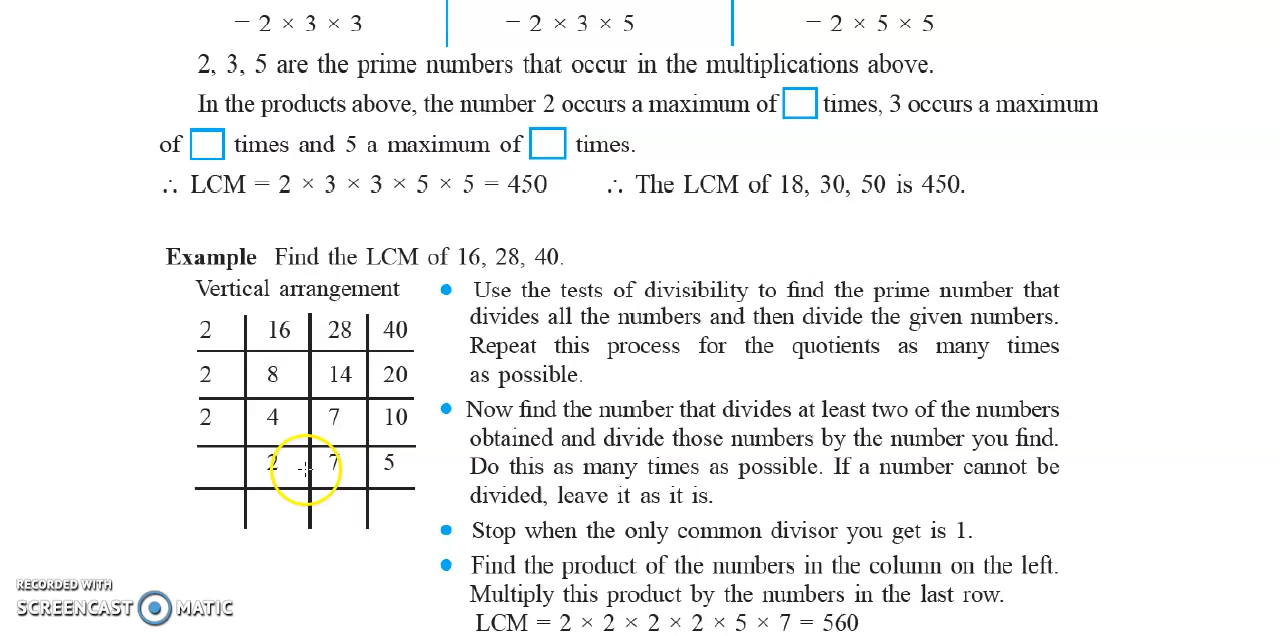 − 2 × 3 × 3 − 2 × 3 × 5 − 2 × 5 × 5
2, 3, 5 are the prime numbers that occur in the multiplications above.
In the products above, the number 2 occurs a maximum of □ times, 3 occurs a maximum
of □ times and 5 a maximum of □ times.
∴ LCM = 2 × 3 × 3 × 5 × 5 = 450 ∴ The LCM of 18, 30, 50 is 450.
Example Find the LCM of 16, 28, 40.
Vertical arrangement
2 16 28 40
2 8 14 20
2 4 7 10
2 7 5
• Use the tests of divisibility to find the prime number that
divides all the numbers and then divide the given numbers.
Repeat this process for the quotients as many times
as possible.
• Now find the number that divides at least two of the numbers
obtained and divide those numbers by the number you find.
Do this as many times as possible. If a number cannot be
divided, leave it as it is.
• Stop when the only common divisor you get is 1.
• Find the product of the numbers in the column on the left.
Multiply this product by the numbers in the last row.
LCM = 2 × 2 × 2 × 2 × 5 × 7 = 560
RECORDED WITH
SCREENCAST MATIC